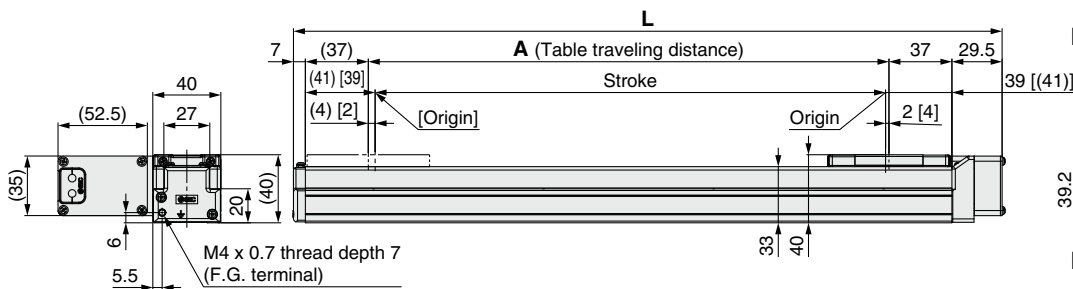 L
7
(37)
A (Table traveling distance)
37
29.5
(41) [39]
Stroke
39 [(41)]
(4) [2]
[Origin]
Origin
2 [4]
40
(52.5)
27
(35)
6
20
(40)
33
40
39.2
M4 x 0.7 thread depth 7
(F.G. terminal)
5.5